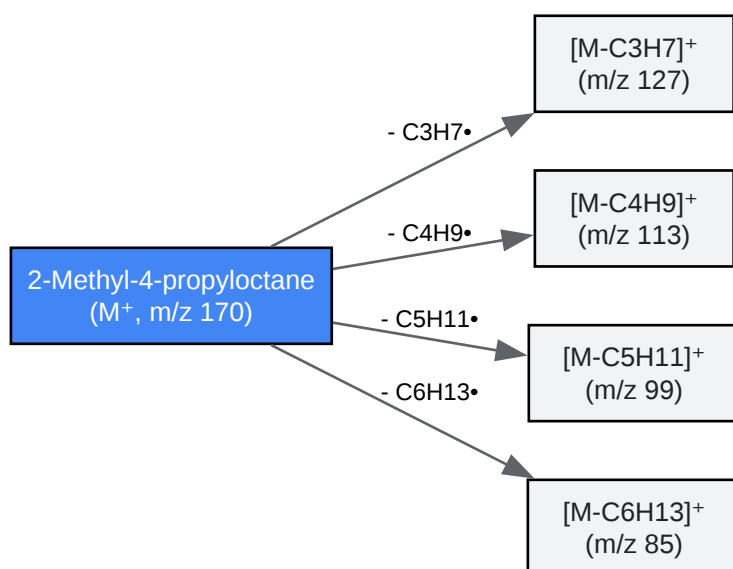 [M-C3H7]⁺
(m/z 127)
- C3H7•
[M-C4H9]⁺
(m/z 113)
- C4H9•
2-Methyl-4-propyloctane
(M⁺, m/z 170)
- C5H11•
[M-C5H11]⁺
(m/z 99)
- C6H13•
[M-C6H13]⁺
(m/z 85)